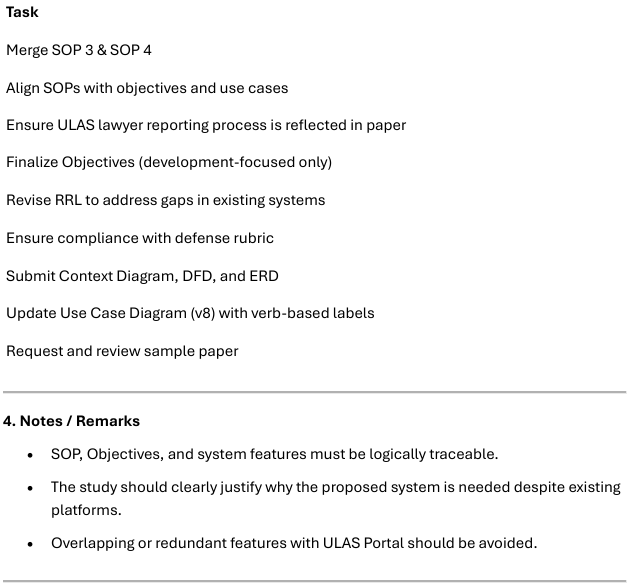 Task
Merge SOP 3 & SOP 4
Align SOPs with objectives and use cases
Ensure ULAS lawyer reporting process is reflected in paper
Finalize Objectives (development-focused only)
Revise RRL to address gaps in existing systems
Ensure compliance with defense rubric
Submit Context Diagram, DFD, and ERD
Update Use Case Diagram (v8) with verb-based labels
Request and review sample paper
4. Notes / Remarks
• SOP, Objectives, and system features must be logically traceable.
• The study should clearly justify why the proposed system is needed despite existing
platforms.
• Overlapping or redundant features with ULAS Portal should be avoided.